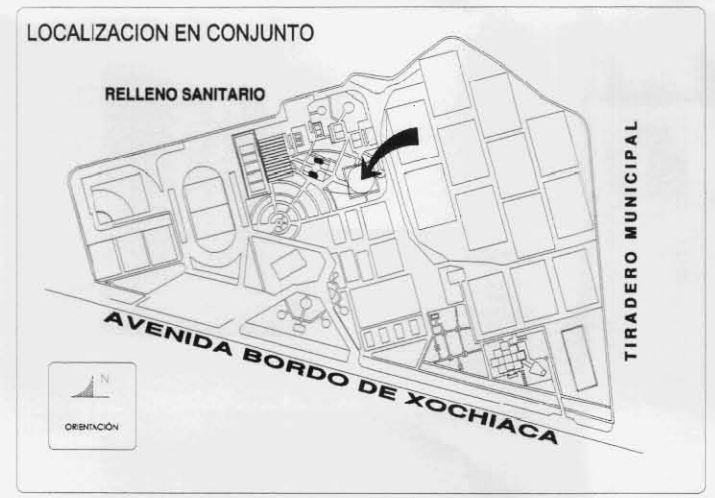 LOCALIZACION EN CONJUNTO
RELLENO SANITARIO
TIRADERO MUNICIPAL
AVENIDA BORDO DE XOCHIACA
N
ORIENTACIÓN